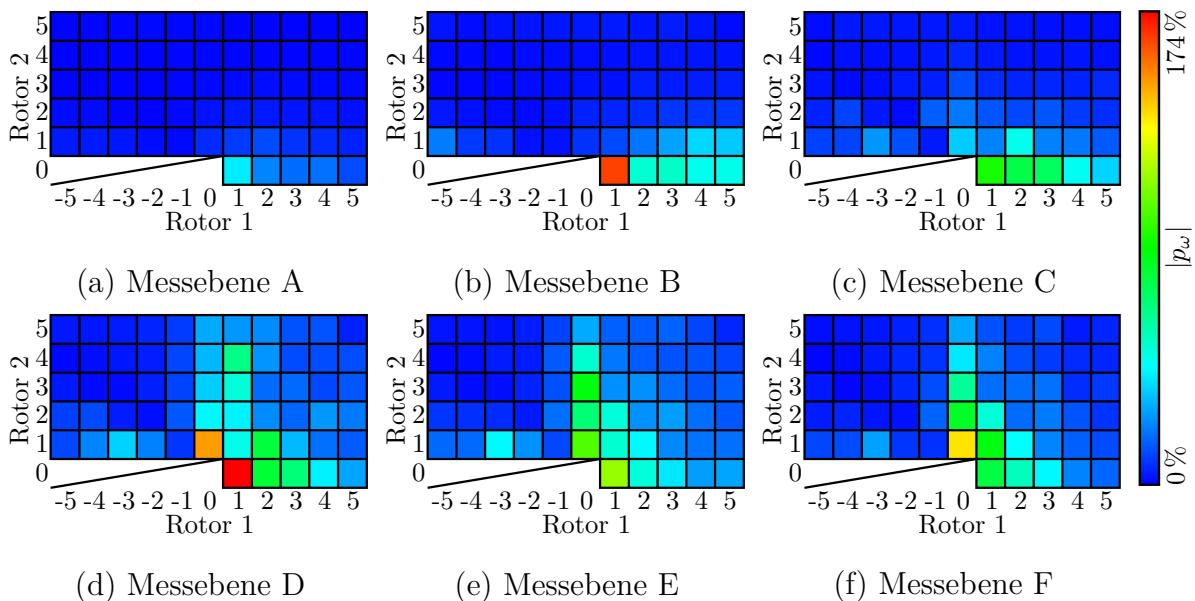 5
4
3
2
1
0
Rotor 2
-5 -4 -3 -2 -1 0 1 2 3 4 5
Rotor 1
(a) Messebene A
5
4
3
2
1
0
Rotor 2
-5 -4 -3 -2 -1 0 1 2 3 4 5
Rotor 1
(b) Messebene B
5
4
3
2
1
0
Rotor 2
-5 -4 -3 -2 -1 0 1 2 3 4 5
Rotor 1
(c) Messebene C
174 %
|p_ω|
0 %
5
4
3
2
1
0
Rotor 2
-5 -4 -3 -2 -1 0 1 2 3 4 5
Rotor 1
(d) Messebene D
5
4
3
2
1
0
Rotor 2
-5 -4 -3 -2 -1 0 1 2 3 4 5
Rotor 1
(e) Messebene E
5
4
3
2
1
0
Rotor 2
-5 -4 -3 -2 -1 0 1 2 3 4 5
Rotor 1
(f) Messebene F